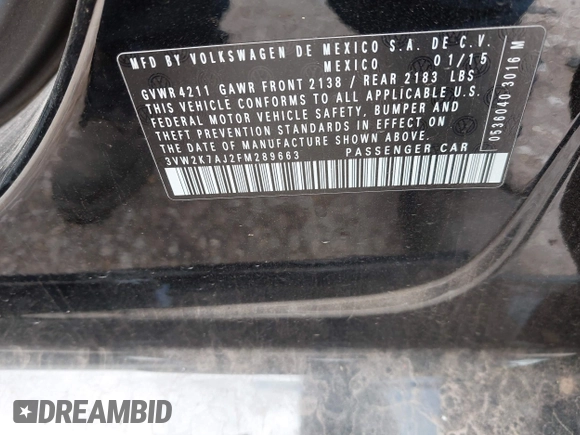 MFD BY VOLKSWAGEN DE MEXICO S.A. DE C.V.
MEXICO 01/15
GVWR 4211 GAWR FRONT 2138 / REAR 2183 LBS
THIS VEHICLE CONFORMS TO ALL APPLICABLE U.S.
FEDERAL MOTOR VEHICLE SAFETY, BUMPER AND
THEFT PREVENTION STANDARDS IN EFFECT ON
THE DATE OF MANUFACTURE SHOWN ABOVE.
3VW2K7AJ2FM289663 PASSENGER CAR
0536040 3016 M
DREAMBID